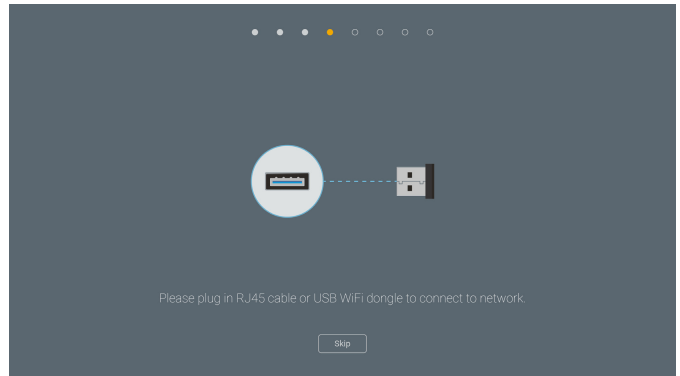 Please plug in RJ45 cable or USB WiFi dongle to connect to network.
Skip